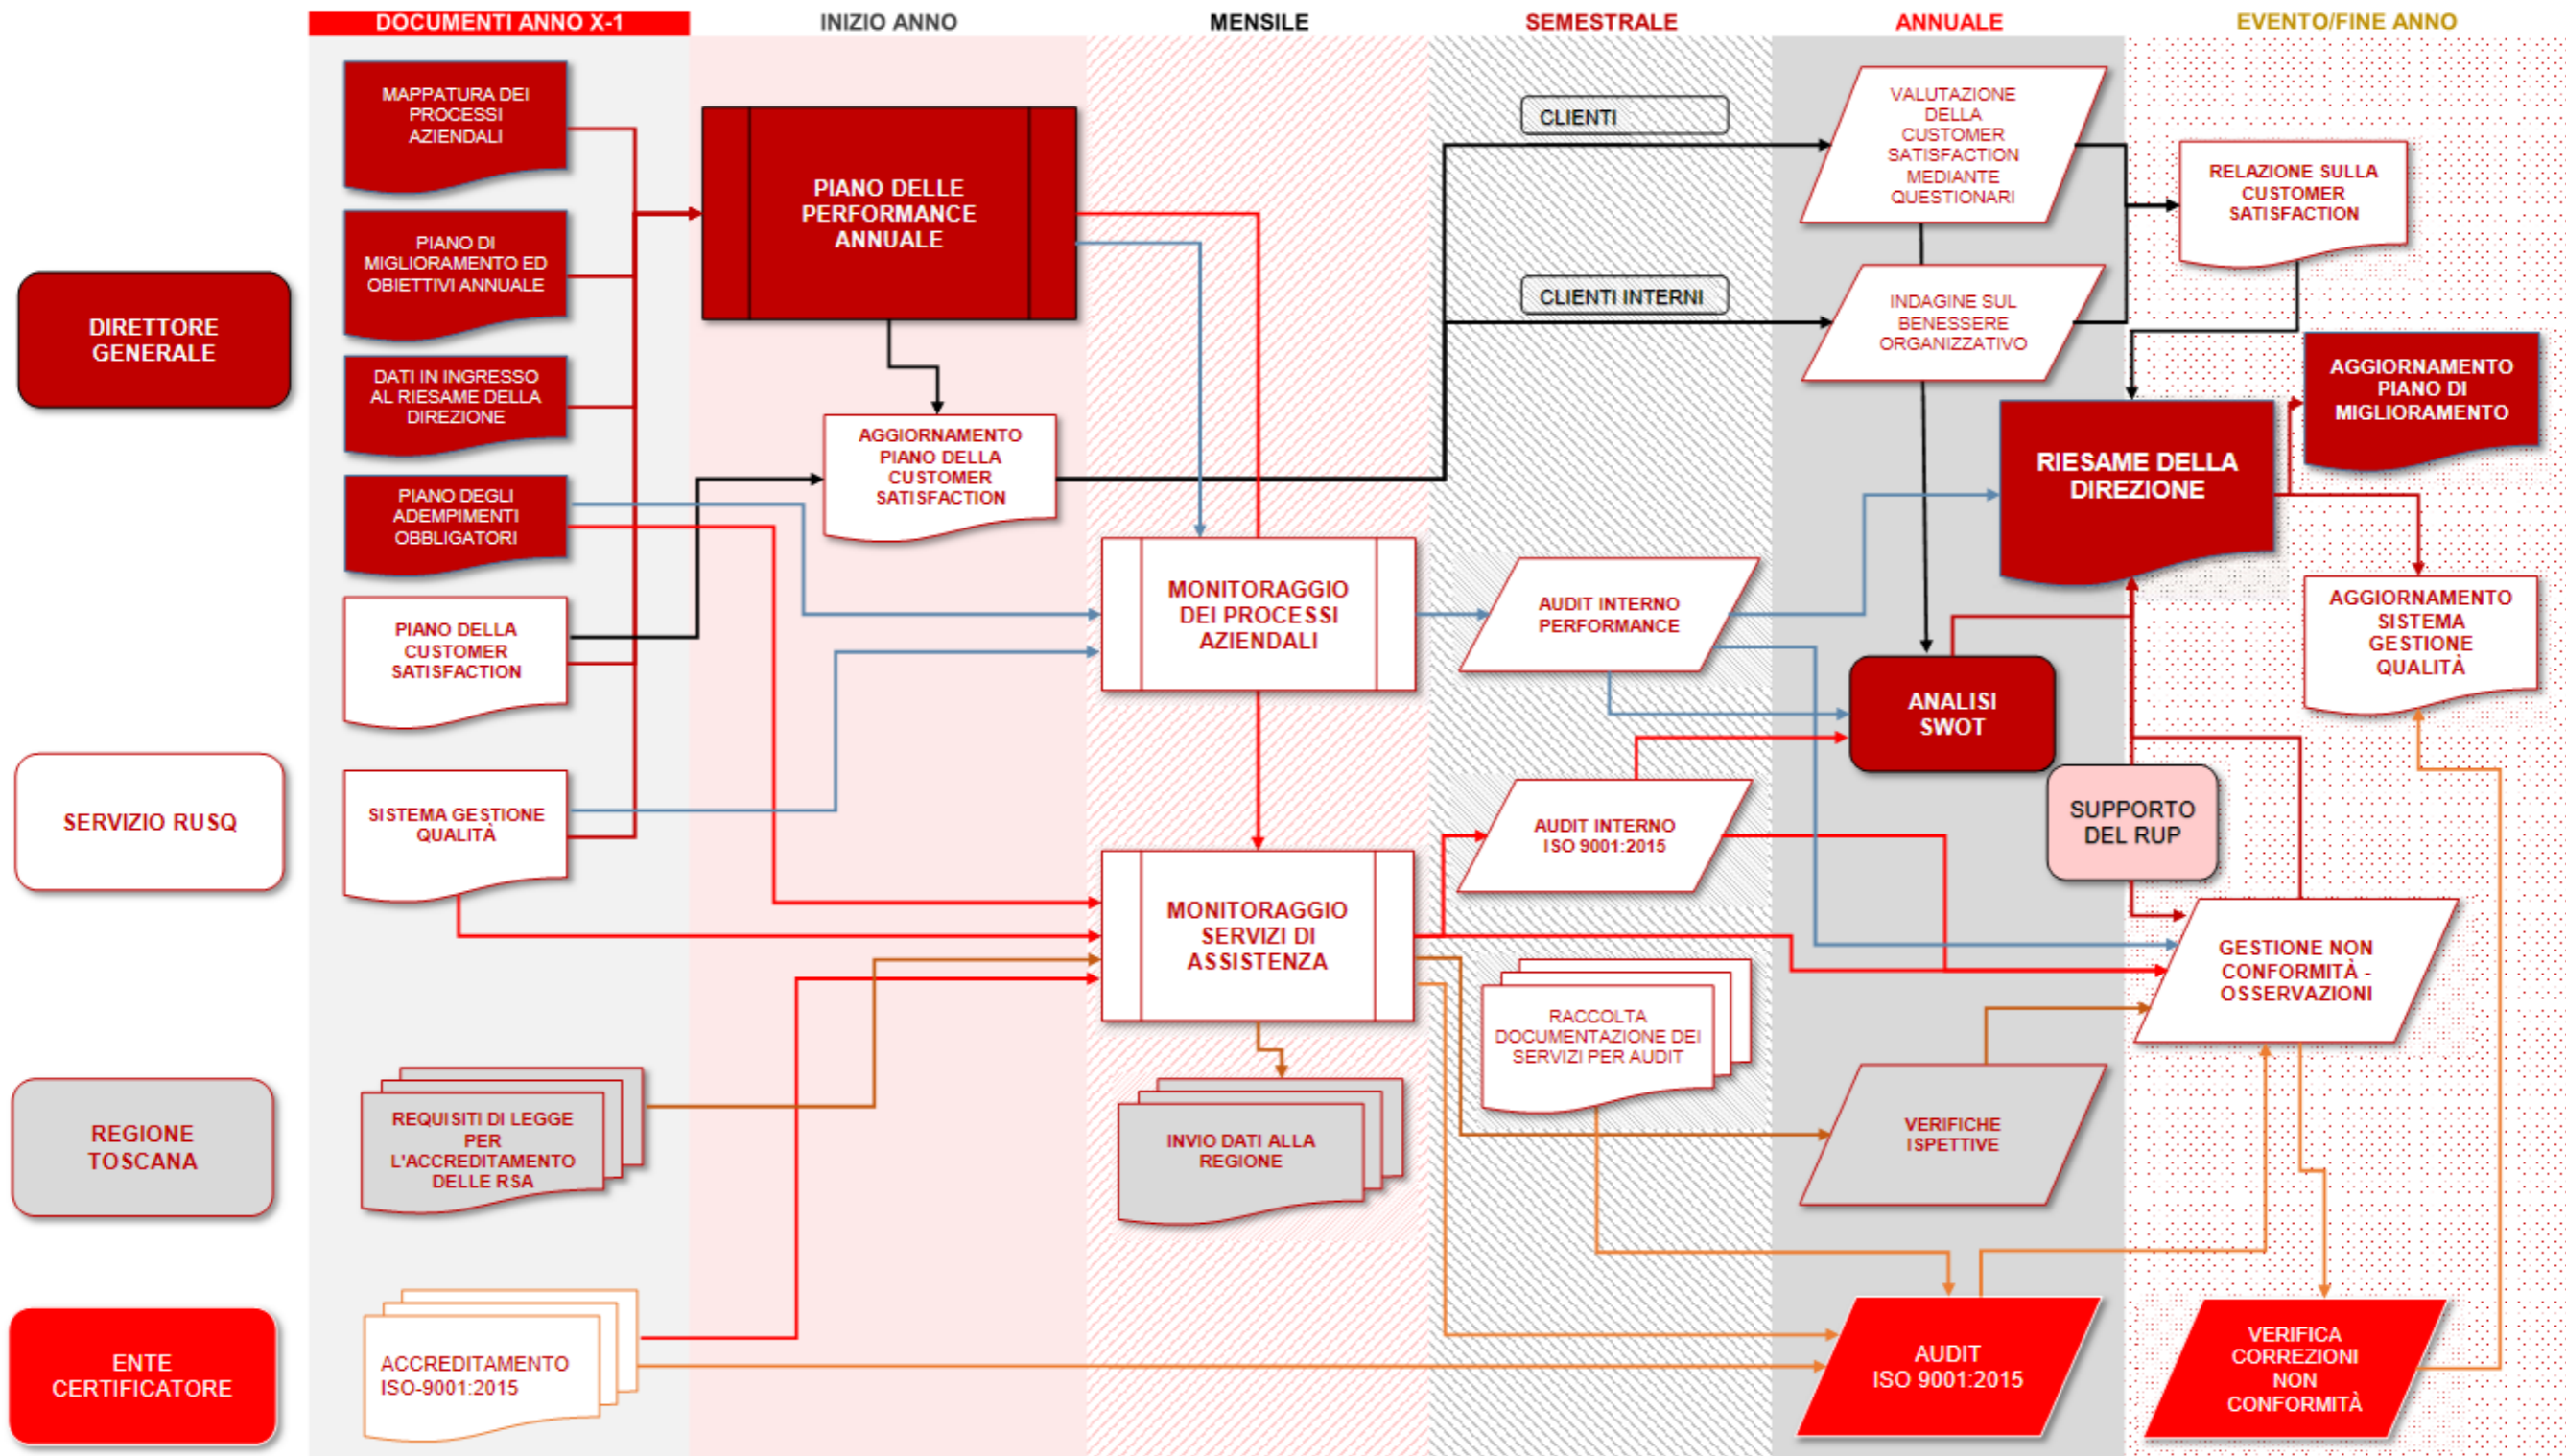 DOCUMENTI ANNO X-1
INIZIO ANNO
MENSILE
SEMESTRALE
ANNUALE
EVENTO/FINE ANNO
DIRETTORE
GENERALE
SERVIZIO RUSQ
REGIONE
TOSCANA
ENTE
CERTIFICATORE
MAPPATURA DEI
PROCESSI
AZIENDALI
PIANO DI
MIGLIORAMENTO ED
OBIETTIVI ANNUALE
DATI IN INGRESSO
AL RIESAME DELLA
DIREZIONE
PIANO DEGLI
ADEMPIMENTI
OBBLIGATORI
PIANO DELLA
CUSTOMER
SATISFACTION
SISTEMA GESTIONE
QUALITÀ
REQUISITI DI LEGGE
PER
L'ACCREDITAMENTO
DELLE RSA
ACCREDITAMENTO
ISO-9001:2015
PIANO DELLE
PERFORMANCE
ANNUALE
AGGIORNAMENTO
PIANO DELLA
CUSTOMER
SATISFACTION
MONITORAGGIO
DEI PROCESSI
AZIENDALI
MONITORAGGIO
SERVIZI DI
ASSISTENZA
INVIO DATI ALLA
REGIONE
CLIENTI
CLIENTI INTERNI
AUDIT INTERNO
PERFORMANCE
AUDIT INTERNO
ISO 9001:2015
RACCOLTA
DOCUMENTAZIONE DEI
SERVIZI PER AUDIT
VALUTAZIONE
DELLA
CUSTOMER
SATISFACTION
MEDIANTE
QUESTIONARI
INDAGINE SUL
BENESSERE
ORGANIZZATIVO
ANALISI
SWOT
VERIFICHE
ISPETTIVE
AUDIT
ISO 9001:2015
RELAZIONE SULLA
CUSTOMER
SATISFACTION
RIESAME DELLA
DIREZIONE
AGGIORNAMENTO
PIANO DI
MIGLIORAMENTO
AGGIORNAMENTO
SISTEMA
GESTIONE
QUALITÀ
SUPPORTO
DEL RUP
GESTIONE NON
CONFORMITÀ -
OSSERVAZIONI
VERIFICA
CORREZIONI
NON
CONFORMITÀ